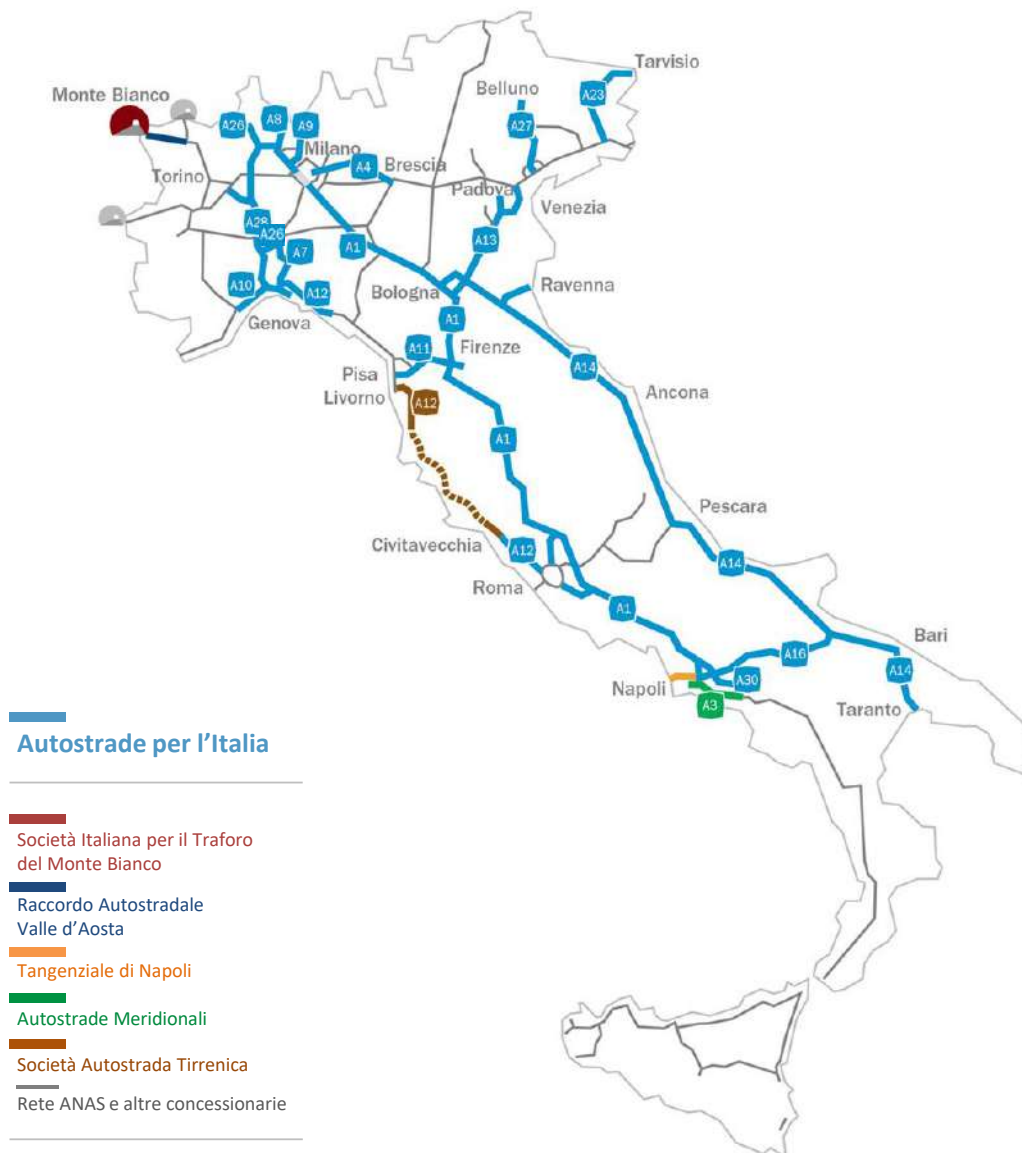 Tarvisio
Monte Bianco
Belluno
A23
A26
A8
A9
A27
Milano
A4
Brescia
Torino
Padova
Venezia
A28
A26
A7
A1
A13
A10
A12
Bologna
Ravenna
Genova
A1
A11
Firenze
A14
Pisa
Livorno
A12
Ancona
A1
Pescara
Civitavecchia
A12
A14
Roma
A1
Bari
A16
A14
Napoli
A30
A3
Taranto
Autostrade per l'Italia
Società Italiana per il Traforo
del Monte Bianco
Raccordo Autostradale
Valle d'Aosta
Tangenziale di Napoli
Autostrade Meridionali
Società Autostrada Tirrenica
Rete ANAS e altre concessionarie